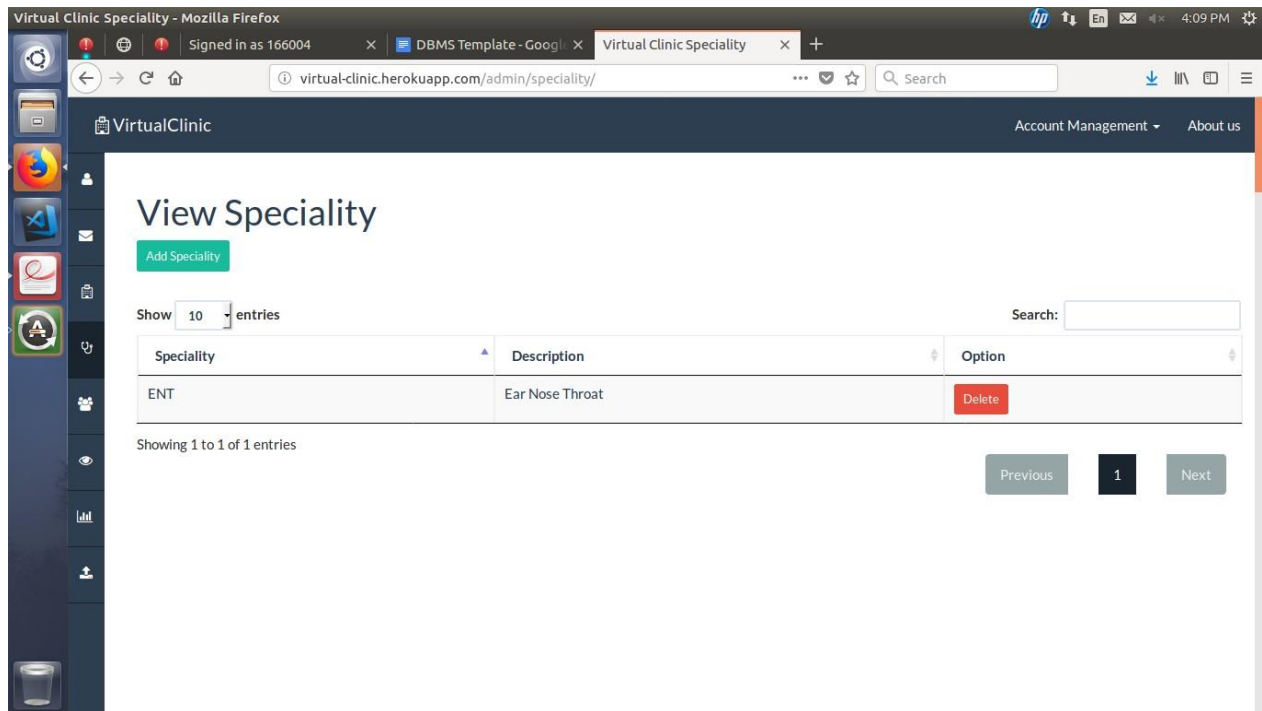 Virtual Clinic Speciality - Mozilla Firefox
hp En 4:09 PM
Signed in as 166004 DBMS Template - Googl Virtual Clinic Speciality
virtual-clinic.herokuapp.com/admin/speciality/ Search
VirtualClinic Account Management About us
View Speciality
Add Speciality
Show 10 entries Search:
Speciality Description Option
ENT Ear Nose Throat Delete
Showing 1 to 1 of 1 entries
Previous 1 Next